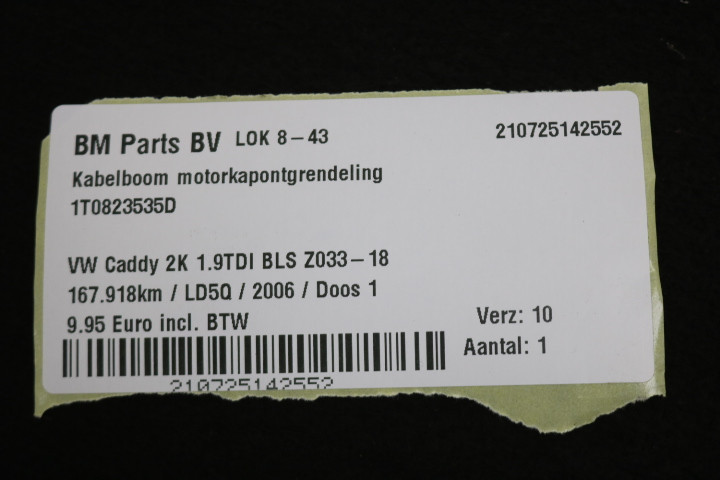 BM Parts BV LOK 8-43 210725142552
Kabelboom motorkapontgrendeling
1T0823535D
VW Caddy 2K 1.9TDI BLS Z033-18
167.918km / LD5Q / 2006 / Doos 1
9.95 Euro incl. BTW Verz: 10
Aantal: 1
210725142552